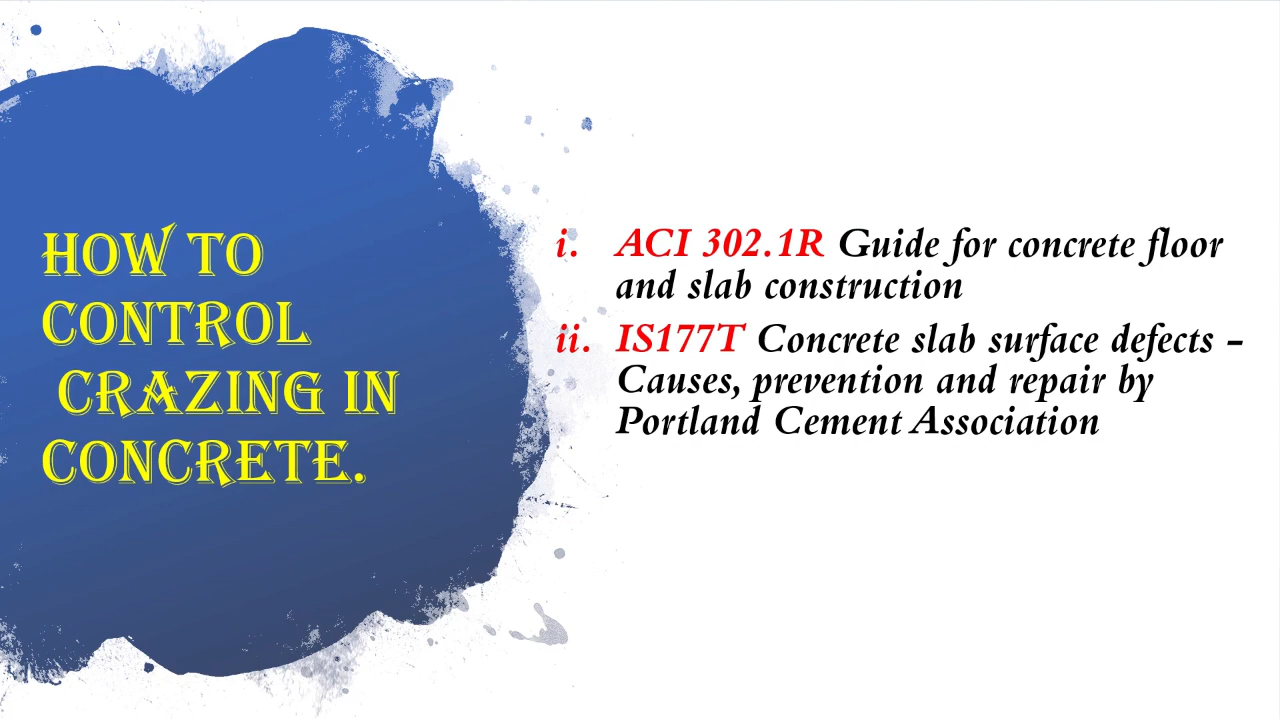 HOW TO
CONTROL
CRAZING IN
CONCRETE.
i. ACI 302.1R Guide for concrete floor
and slab construction
ii. IS177T Concrete slab surface defects –
Causes, prevention and repair by
Portland Cement Association